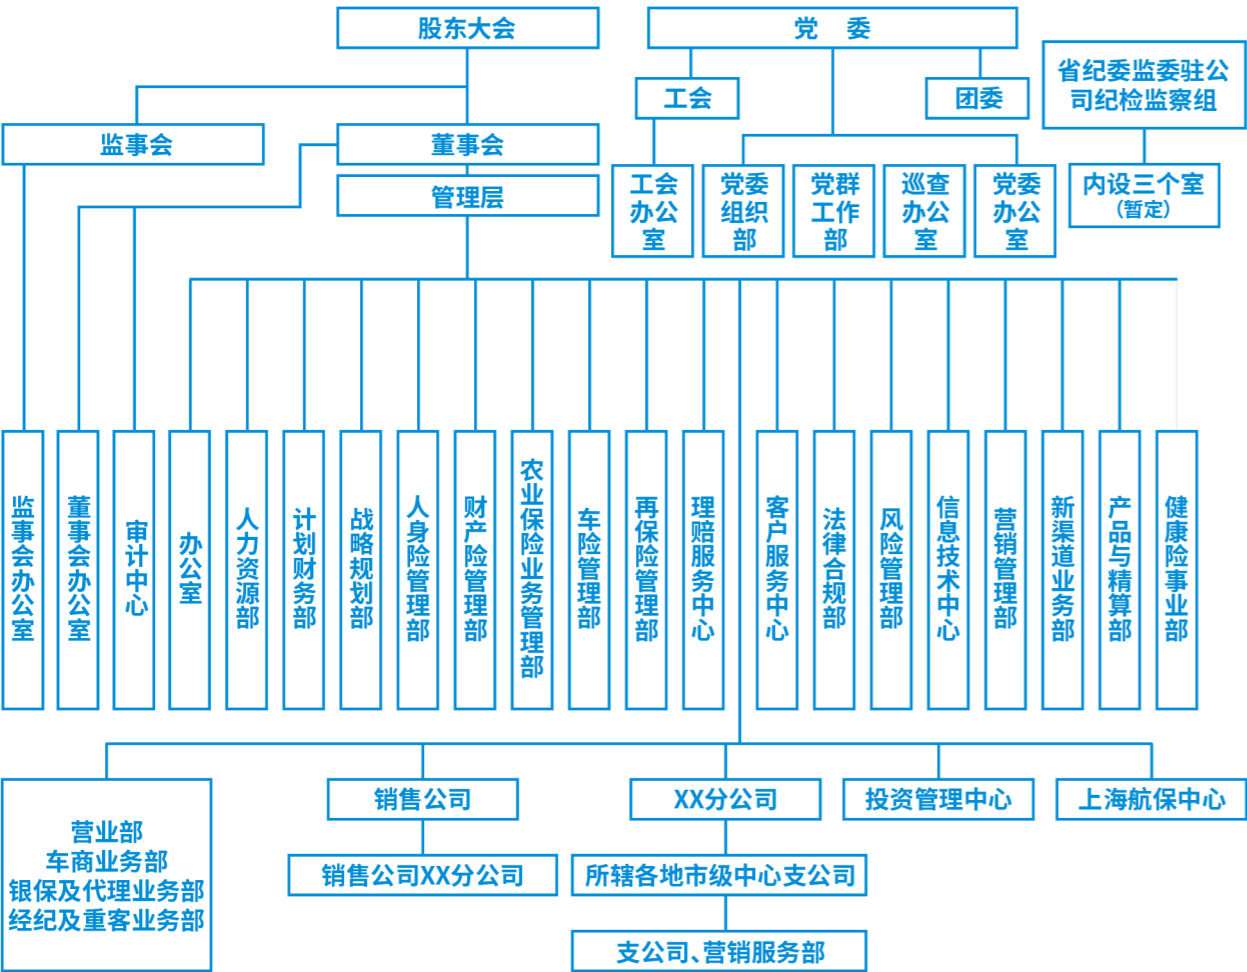 股东大会
党 委
省纪委监委驻公
司纪检监察组
工会
团委
监事会
董事会
管理层
工会
办公
室
党委
组织
部
党群
工作
部
巡查
办公
室
党委
办公
室
内设三个室
（暂定）
监事会办公室
董事会办公室
审计中心
办公室
人力资源部
计划财务部
战略规划部
人身险管理部
财产险管理部
农业保险业务管理部
车险管理部
再保险管理部
理赔服务中心
客户服务中心
法律合规部
风险管理部
信息技术中心
营销管理部
新渠道业务部
产品与精算部
健康险事业部
营业部
车商业务部
银保及代理业务部
经纪及重客业务部
销售公司
销售公司XX分公司
XX分公司
所辖各地市级中心支公司
支公司、营销服务部
投资管理中心
上海航保中心